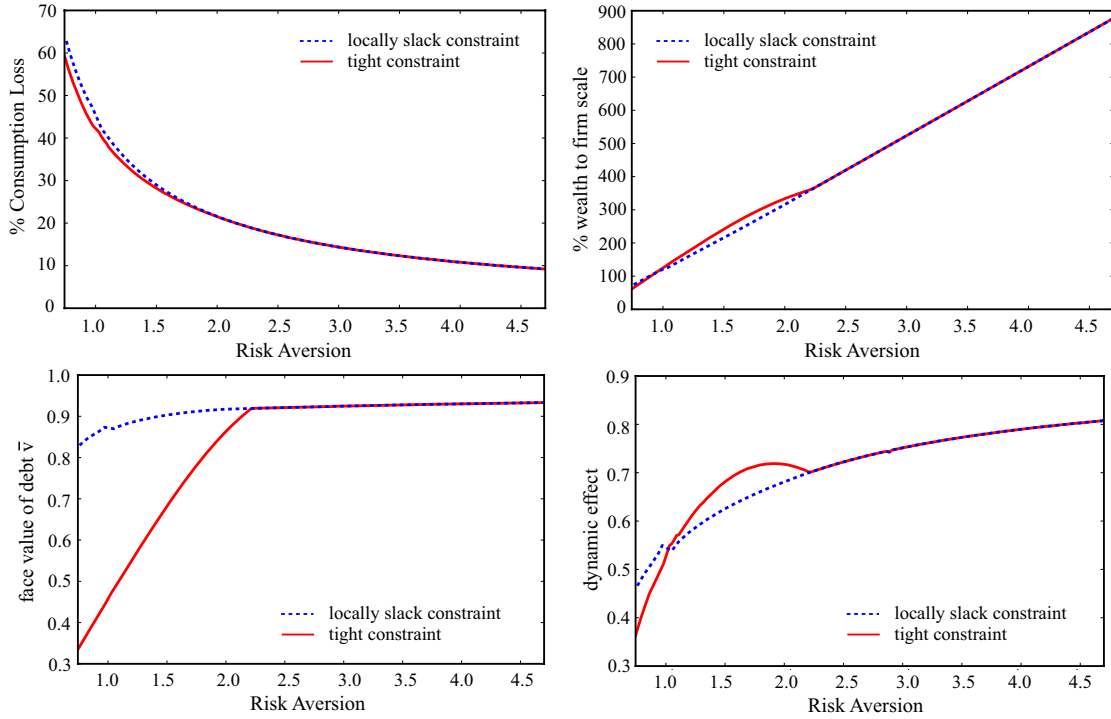 70
60
50
40
30
20
10
0
% Consumption Loss
locally slack constraint
tight constraint
1.0 1.5 2.0 2.5 3.0 3.5 4.0 4.5
Risk Aversion
900
800
700
600
500
400
300
200
100
0
% wealth to firm scale
locally slack constraint
tight constraint
1.0 1.5 2.0 2.5 3.0 3.5 4.0 4.5
Risk Aversion
1.0
0.9
0.8
0.7
0.6
0.5
0.4
0.3
face value of debt v̄
locally slack constraint
tight constraint
1.0 1.5 2.0 2.5 3.0 3.5 4.0 4.5
Risk Aversion
0.9
0.8
0.7
0.6
0.5
0.4
0.3
dynamic effect
locally slack constraint
tight constraint
1.0 1.5 2.0 2.5 3.0 3.5 4.0 4.5
Risk Aversion